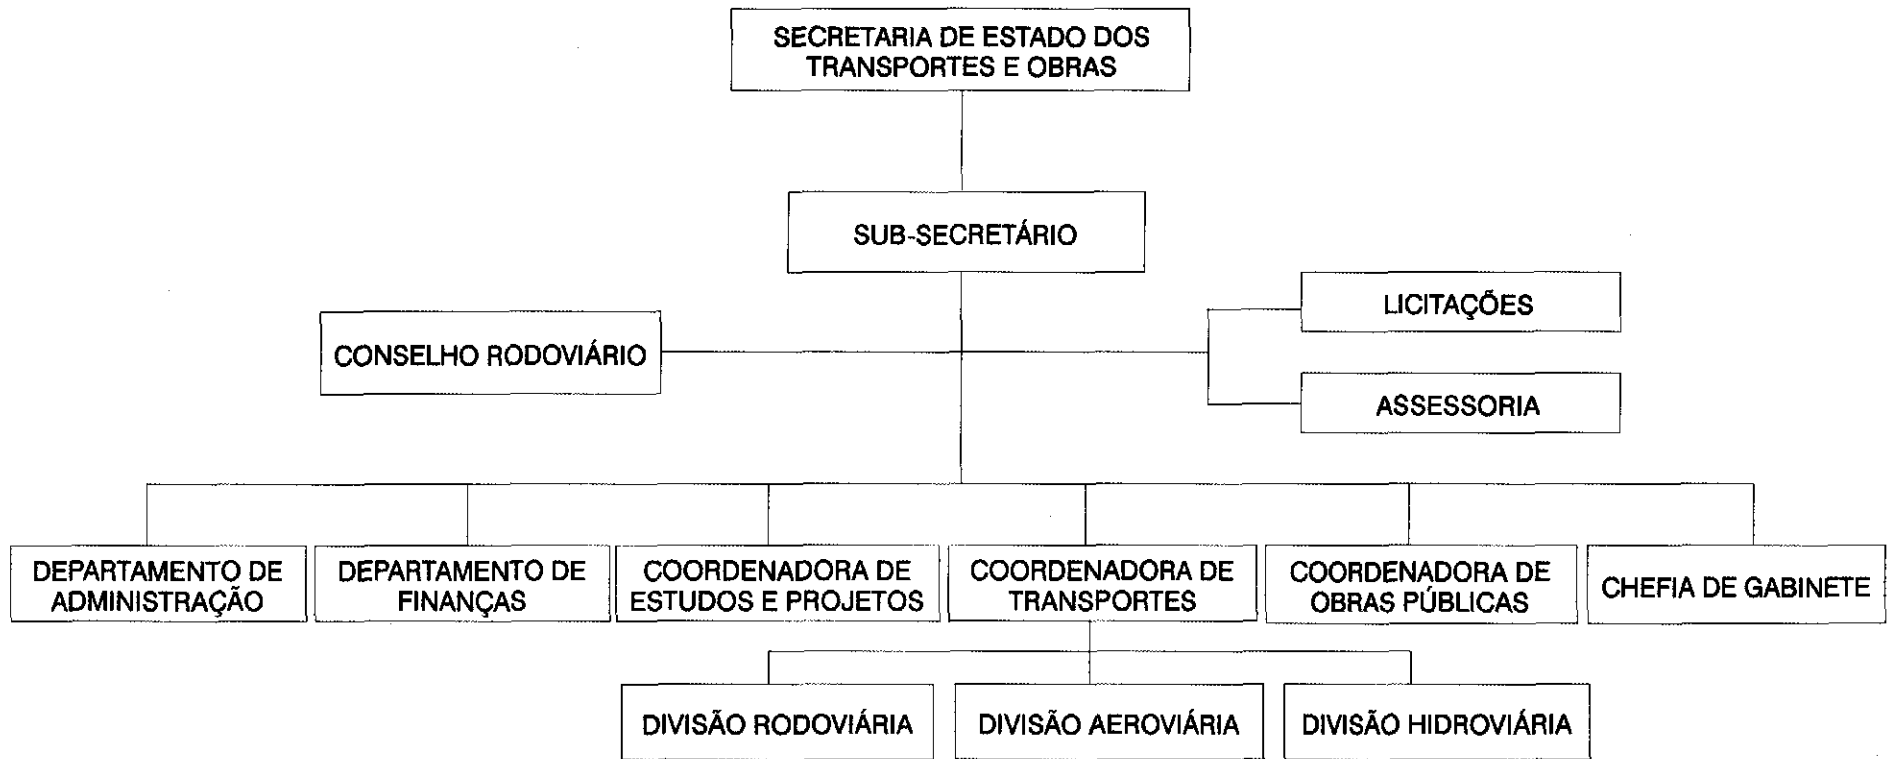 SECRETARIA DE ESTADO DOS
TRANSPORTES E OBRAS
SUB-SECRETÁRIO
LICITAÇÕES
CONSELHO RODOVIÁRIO
ASSESSORIA
DEPARTAMENTO DE
ADMINISTRAÇÃO
DEPARTAMENTO DE
FINANÇAS
COORDENADORA DE
ESTUDOS E PROJETOS
COORDENADORA DE
TRANSPORTES
COORDENADORA DE
OBRAS PÚBLICAS
CHEFIA DE GABINETE
DIVISÃO RODOVIÁRIA
DIVISÃO AEROVIÁRIA
DIVISÃO HIDROVIÁRIA